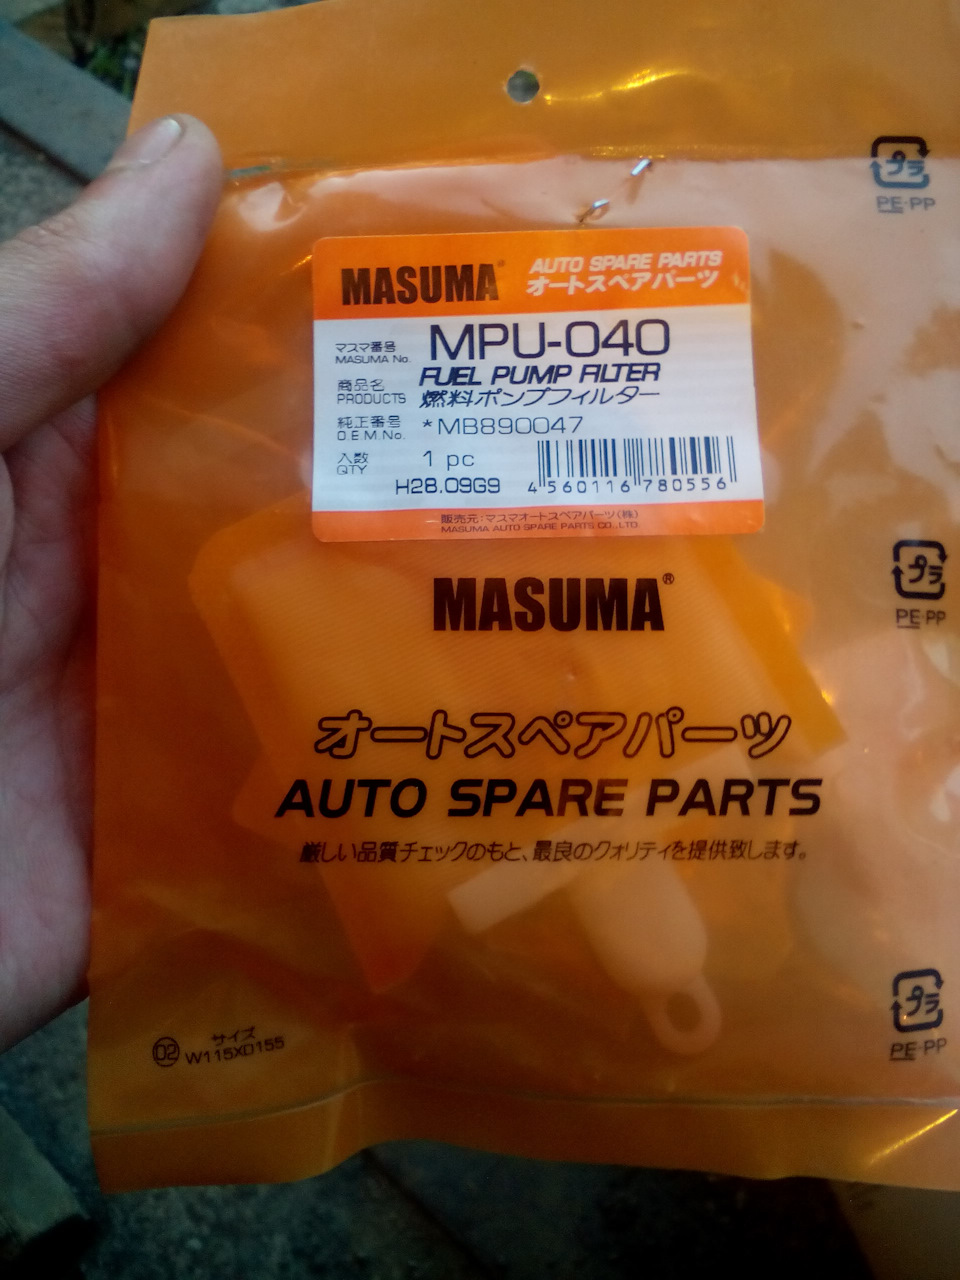 プラ
PE·PP
MASUMA®
AUTO SPARE PARTS
オートスペアパーツ
マスマ番号
MASUMA No.
MPU-040
FUEL PUMP FILTER
商品名
PRODUCTS
燃料ポンプフィルター
純正番号
O.E.M.No.
*MB890047
入数
QTY
1 pc
H28.09G9
4 560116 780556
販売元:マスマオートスペアパーツ(株)
MASUMA AUTO SPARE PARTS CO.,LTD.
プラ
PE·PP
MASUMA®
オートスペアパーツ
AUTO SPARE PARTS
厳しい品質チェックのもと、最良のクォリティを提供致します。
プラ
PE·PP
02
サイズ
W115XD155